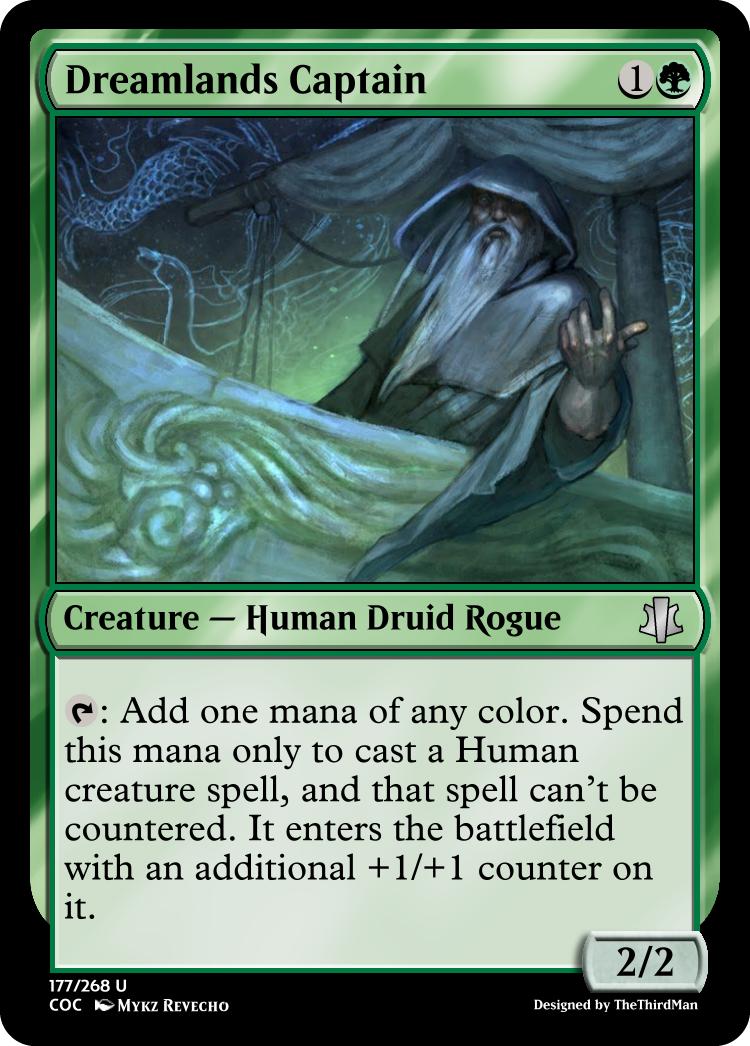 Dreamlands Captain
1
Creature — Human Druid Rogue
: Add one mana of any color. Spend
this mana only to cast a Human
creature spell, and that spell can't be
countered. It enters the battlefield
with an additional +1/+1 counter on
it.
2/2
177/268 U
COC Mykz Revecho
Designed by TheThirdMan